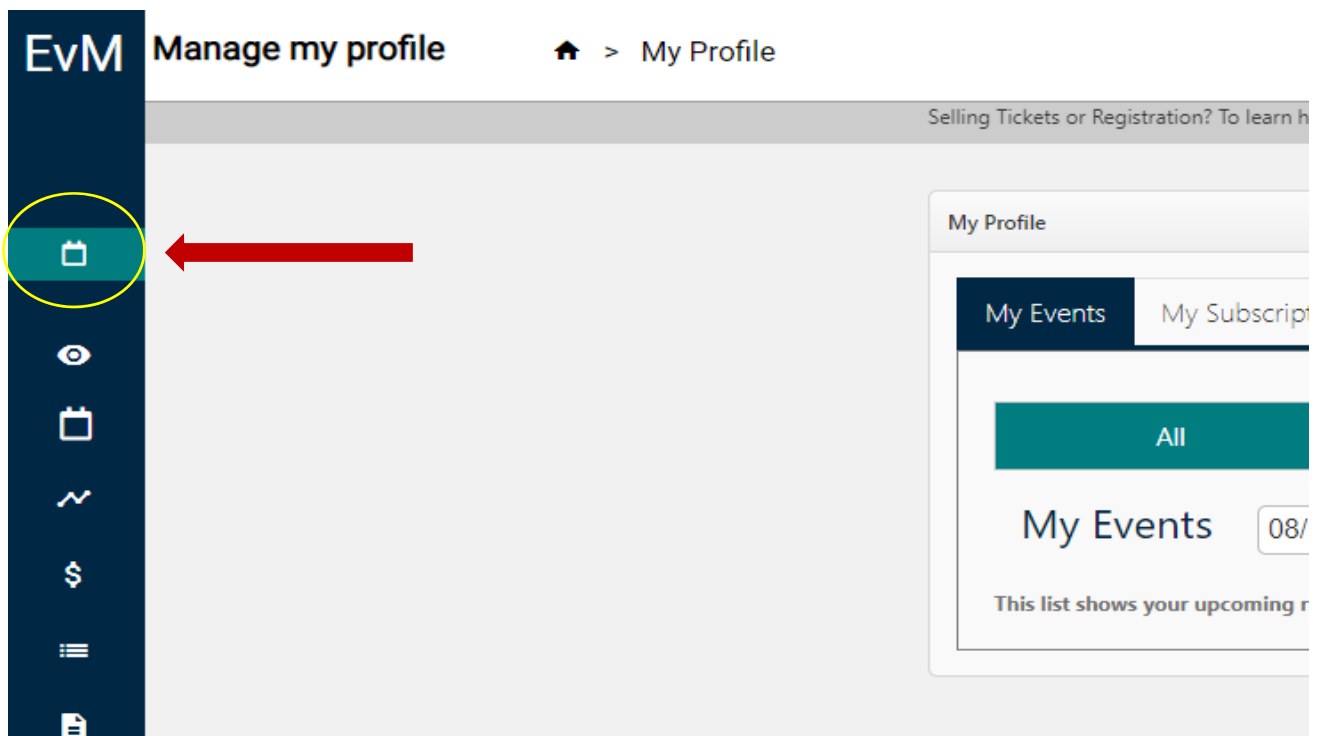 EvM
Manage my profile
> My Profile
Selling Tickets or Registration? To learn
My Profile
My Events
My
All
My Events
08/
This list shows your upcoming
$